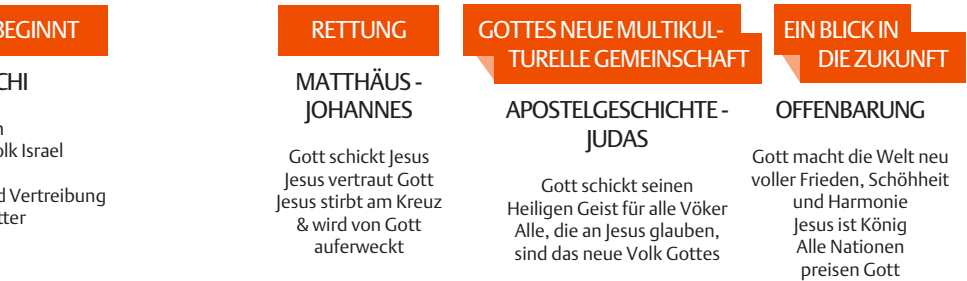 BEGINNT
CHI
olk Israel
d Vertreibung
tter
RETTUNG
MATTHÄUS -
JOHANNES
Gott schickt Jesus
Jesus vertraut Gott
Jesus stirbt am Kreuz
& wird von Gott
auferweckt
GOTTES NEUE MULTIKUL-
TURELLE GEMEINSCHAFT
APOSTELGESCHICHTE -
JUDAS
Gott schickt seinen
Heiligen Geist für alle Vöker
Alle, die an Jesus glauben,
sind das neue Volk Gottes
EIN BLICK IN
DIE ZUKUNFT
OFFENBARUNG
Gott macht die Welt neu
voller Frieden, Schöhheit
und Harmonie
Jesus ist König
Alle Nationen
preisen Gott